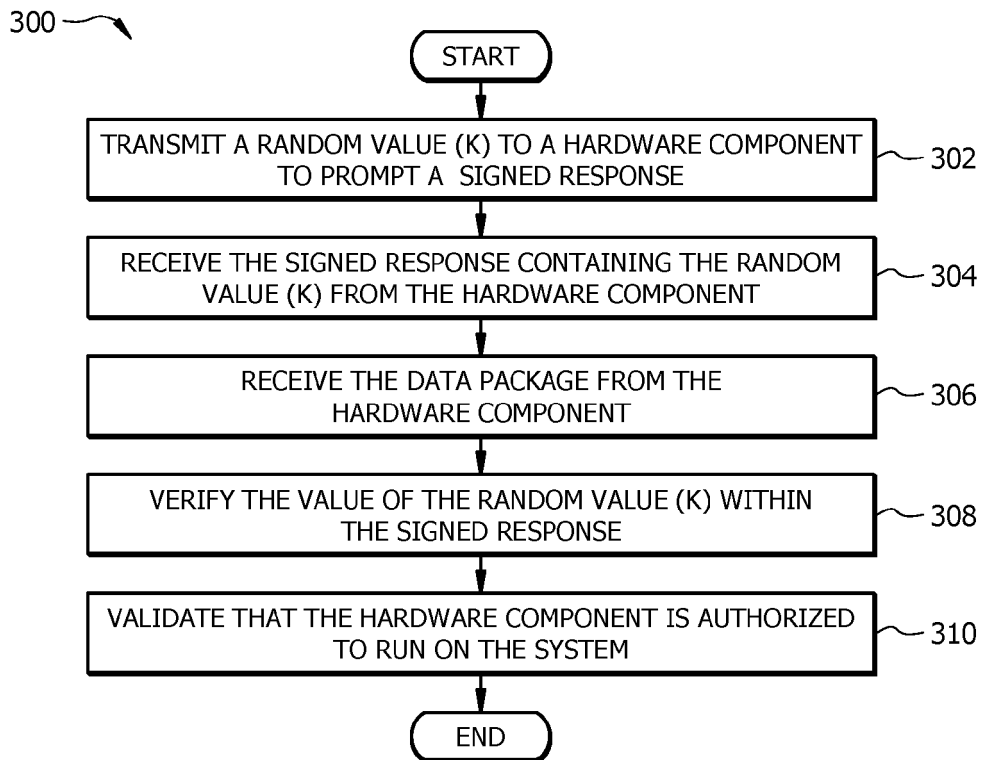 300
START
TRANSMIT A RANDOM VALUE (K) TO A HARDWARE COMPONENT
TO PROMPT A SIGNED RESPONSE
302
RECEIVE THE SIGNED RESPONSE CONTAINING THE RANDOM
VALUE (K) FROM THE HARDWARE COMPONENT
304
RECEIVE THE DATA PACKAGE FROM THE
HARDWARE COMPONENT
306
VERIFY THE VALUE OF THE RANDOM VALUE (K) WITHIN
THE SIGNED RESPONSE
308
VALIDATE THAT THE HARDWARE COMPONENT IS AUTHORIZED
TO RUN ON THE SYSTEM
310
END